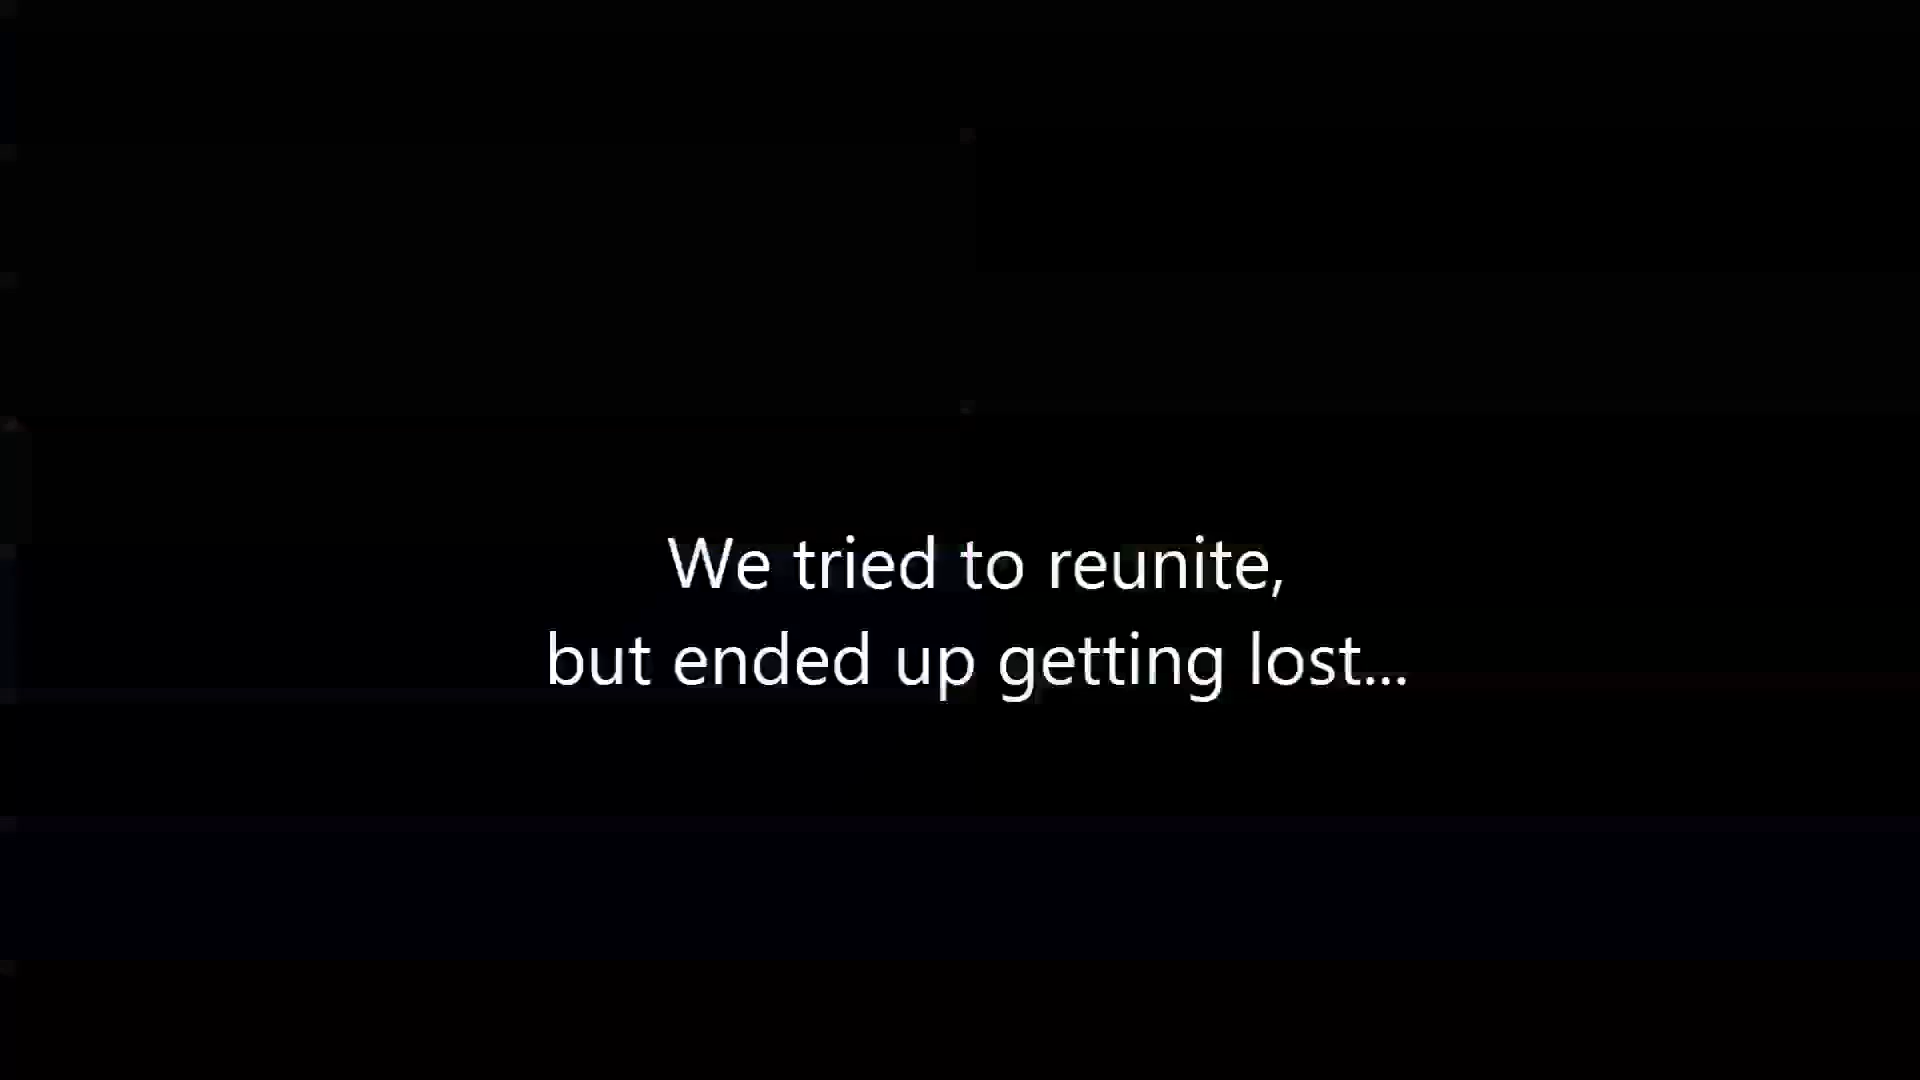 We tried to reunite,
but ended up getting lost...